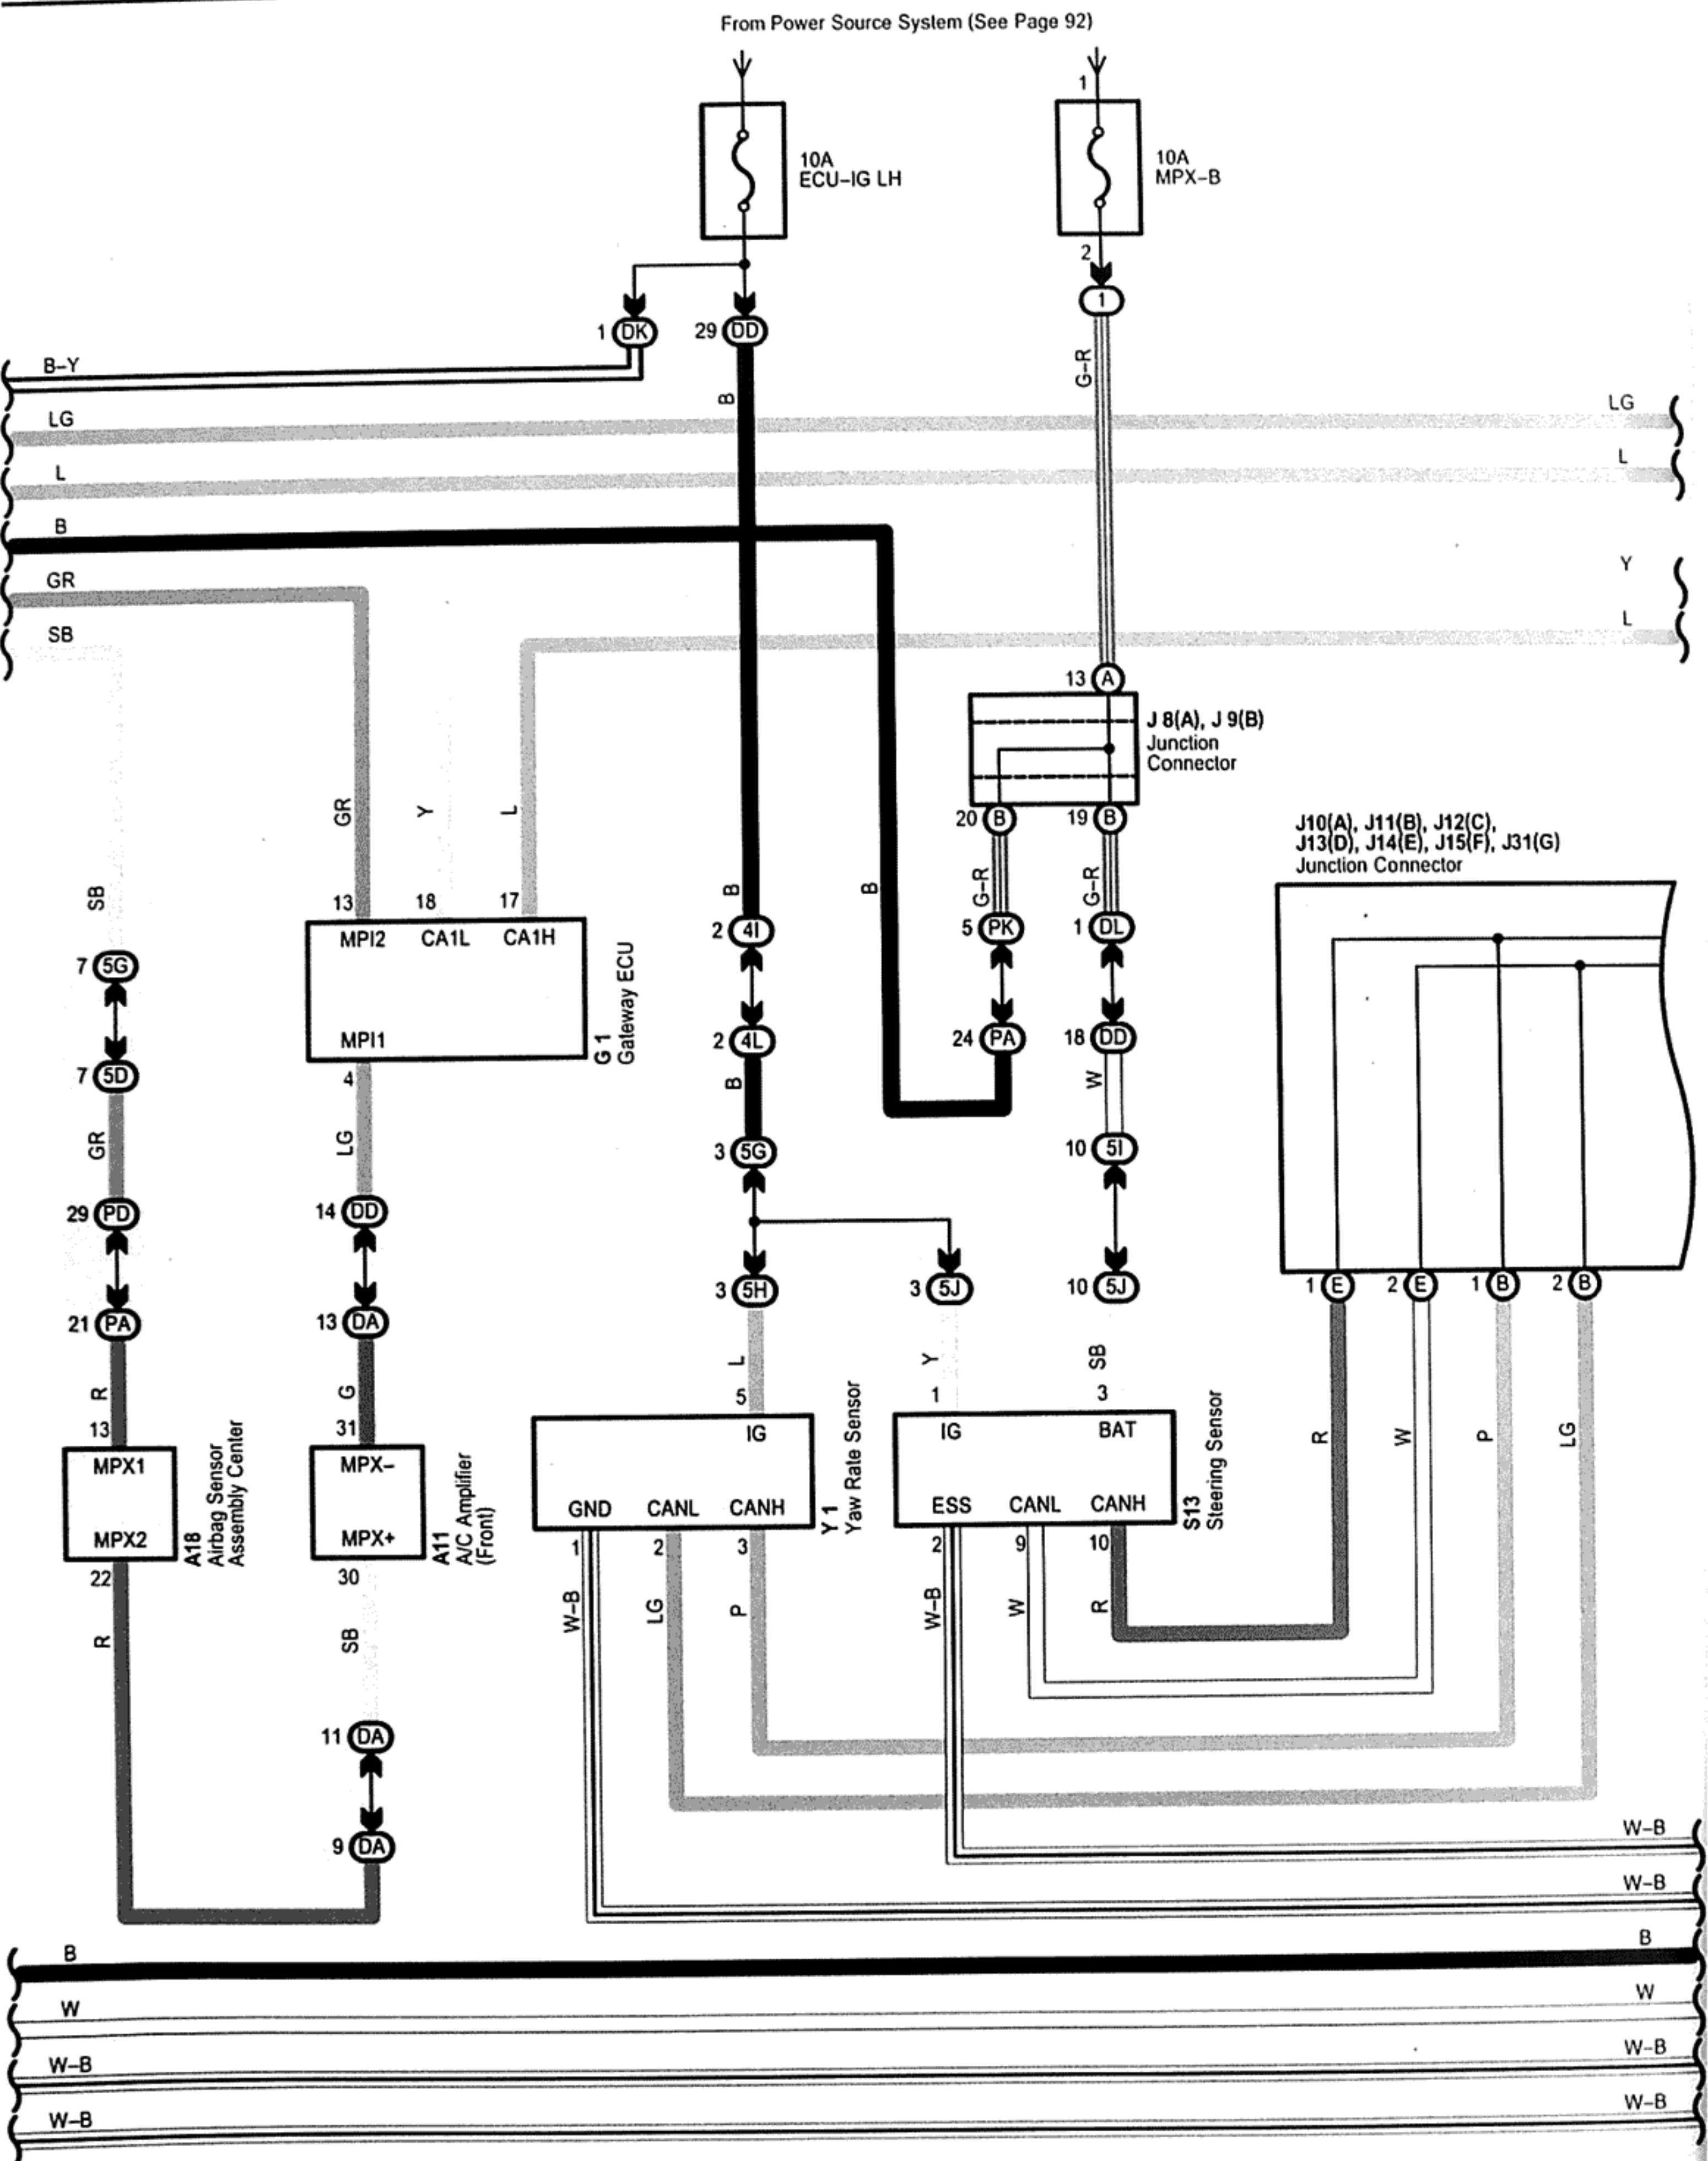 From Power Source System (See Page 92)
1
10A
ECU-IG LH
10A
MPX-B
2
1
1 DK
29 DD
B-Y
G-R
B
LG
LG
L
L
B
Y
GR
L
SB
13 A
J 8(A), J 9(B)
Junction
Connector
20 B
19 B
GR
Y
L
J10(A), J11(B), J12(C),
J13(D), J14(E), J15(F), J31(G)
Junction Connector
SB
B
B
G-R
G-R
13
18
17
MPI2
CA1L
CA1H
2 4I
5 PK
1 DL
7 5G
G 1
Gateway ECU
MPI1
2 4L
24 PA
18 DD
7 5D
4
B
W
GR
LG
3 5G
10 5I
29 PD
14 DD
3 5H
3 5J
10 5J
1 E
2 E
1 B
2 B
21 PA
13 DA
L
Y
SB
R
G
5
1
3
13
31
IG
IG
BAT
R
W
P
LG
MPX1
MPX-
GND
CANL
CANH
ESS
CANL
CANH
MPX2
MPX+
A18
Airbag Sensor
Assembly Center
A11
A/C Amplifier
(Front)
Y 1
Yaw Rate Sensor
S13
Steering Sensor
22
30
1
2
3
2
9
10
R
SB
W-B
LG
P
W-B
W
R
11 DA
9 DA
W-B
W-B
B
B
W
W
W-B
W-B
W-B
W-B